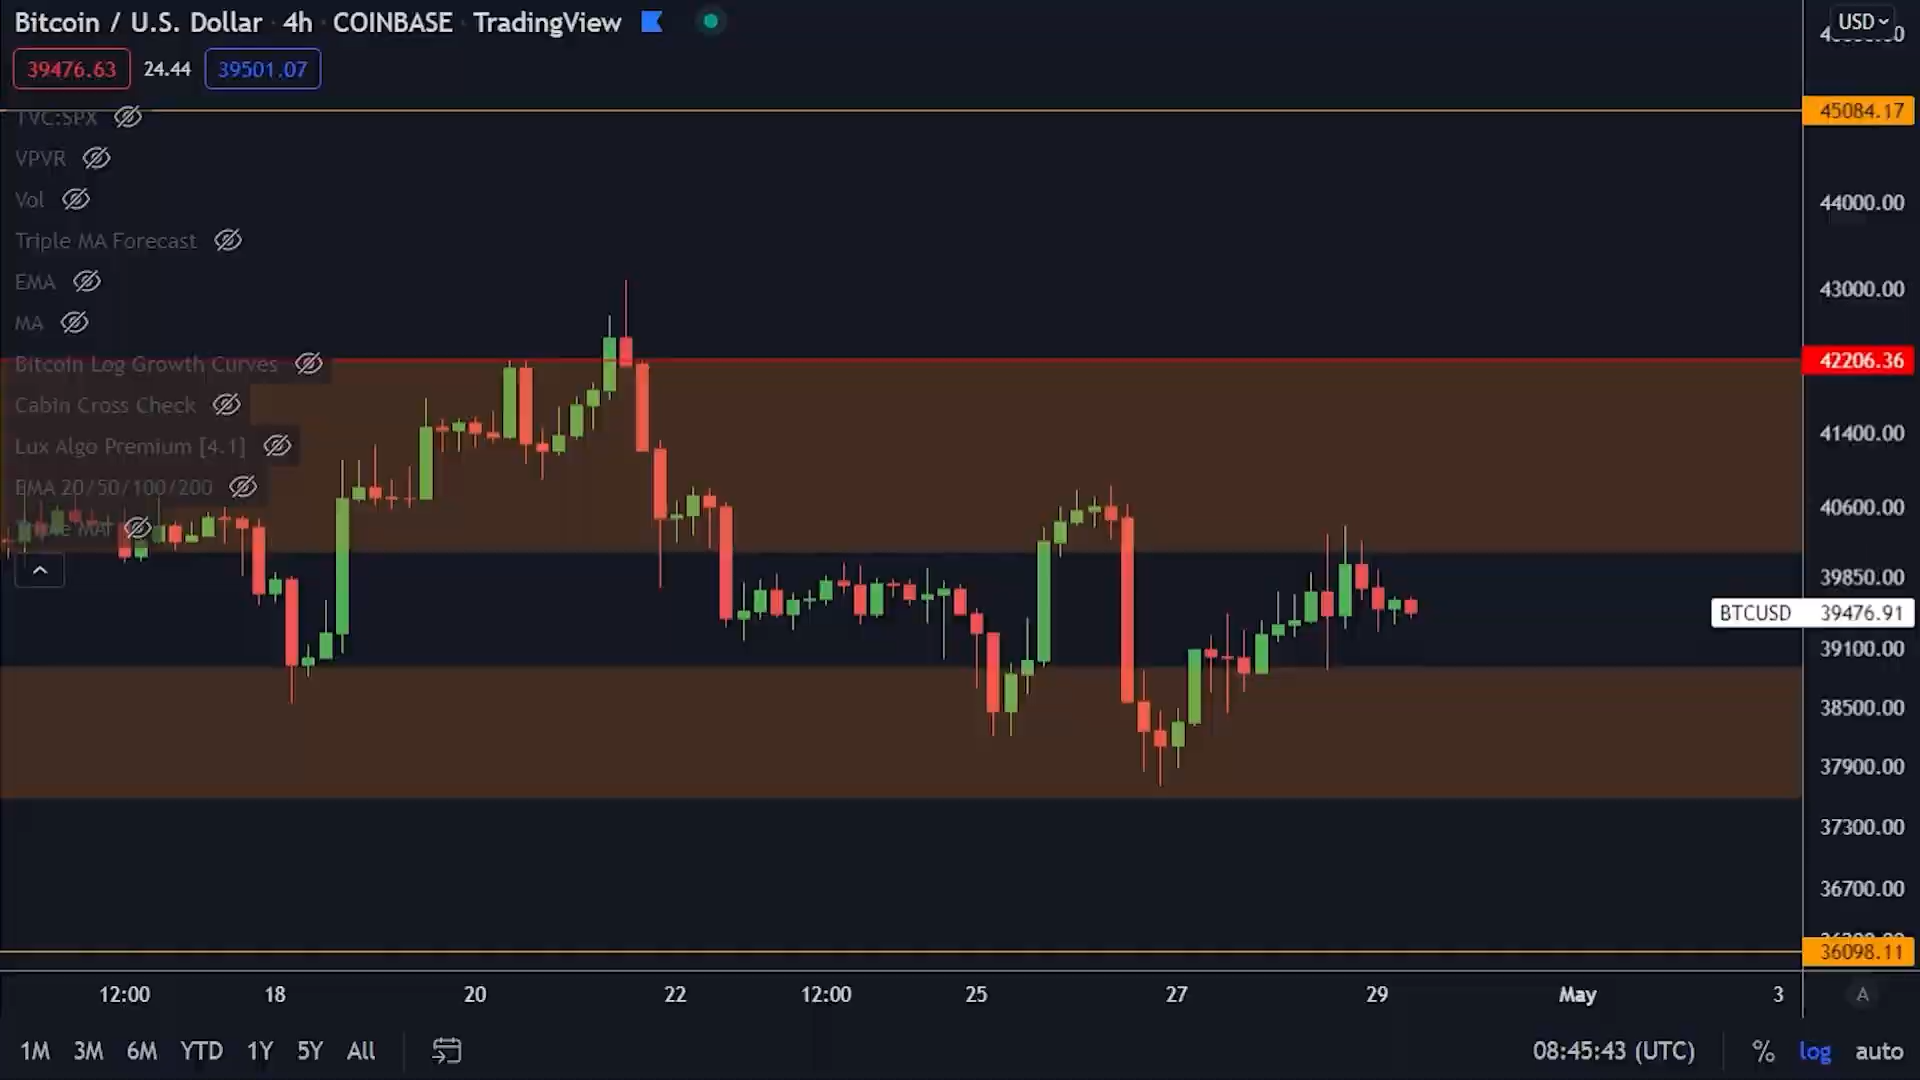 Bitcoin / U.S. Dollar · 4h · COINBASE · TradingView
39476.63 24.44 39501.07
TVC:SPX
VPVR
Vol
Triple MA Forecast
EMA
MA
Bitcoin Log Growth Curves
Cabin Cross Check
Lux Algo Premium [4.1]
EMA 20/50/100/200
USD
45084.17
44000.00
43000.00
42206.36
41400.00
40600.00
39850.00
BTCUSD 39476.91
39100.00
38500.00
37900.00
37300.00
36700.00
36098.11
12:00 18 20 22 12:00 25 27 29 May 3 A
1M 3M 6M YTD 1Y 5Y All 08:45:43 (UTC) % log auto